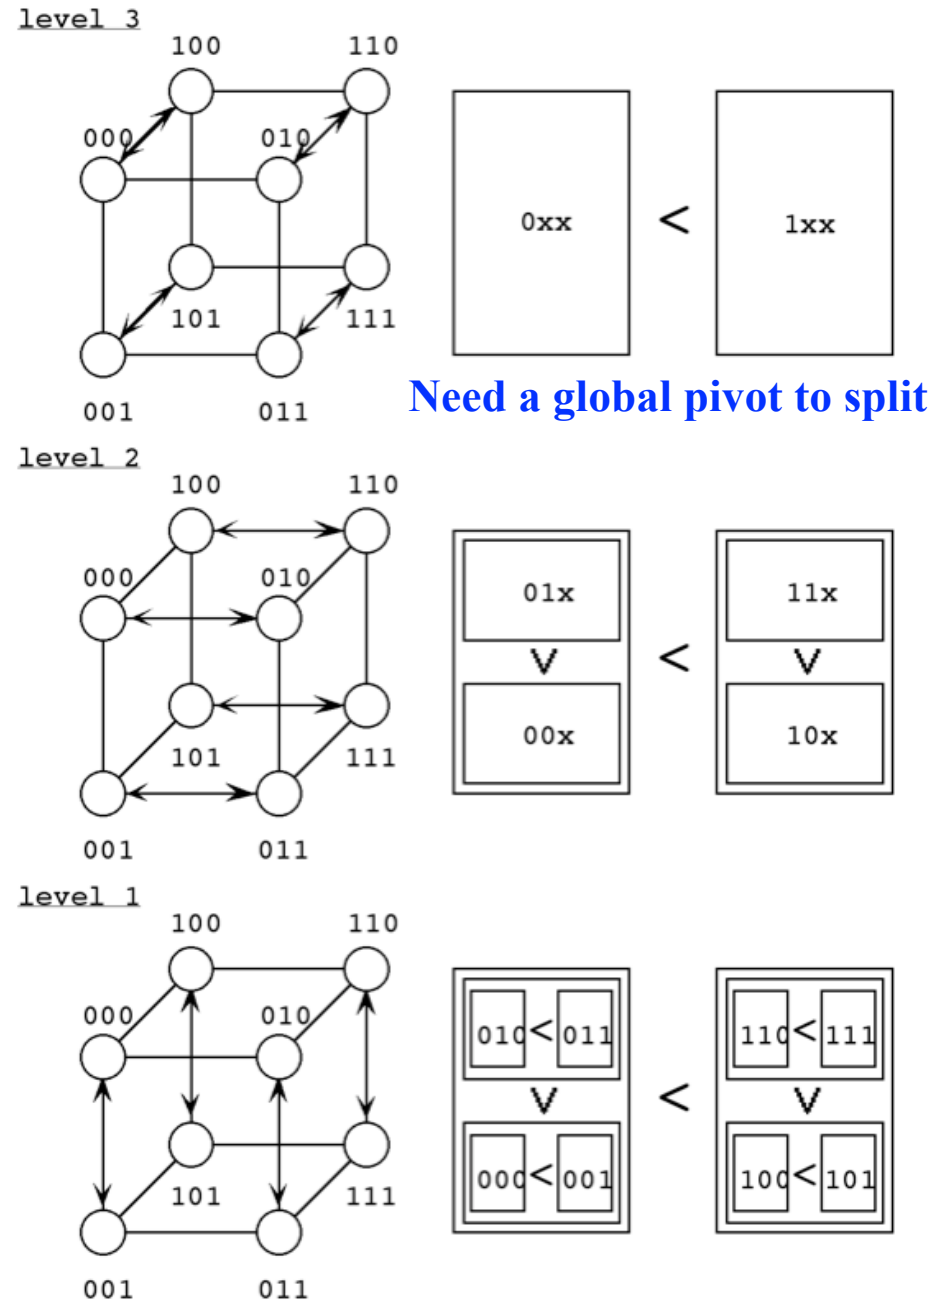 level 3
100 110
000 010
0xx < 1xx
101 111
001 011
Need a global pivot to split
level 2
100 110
000 010
01x 11x
V < V
00x 10x
101 111
001 011
level 1
100 110
000 010
010 < 011 110 < 111
V < V
000 < 001 100 < 101
101 111
001 011